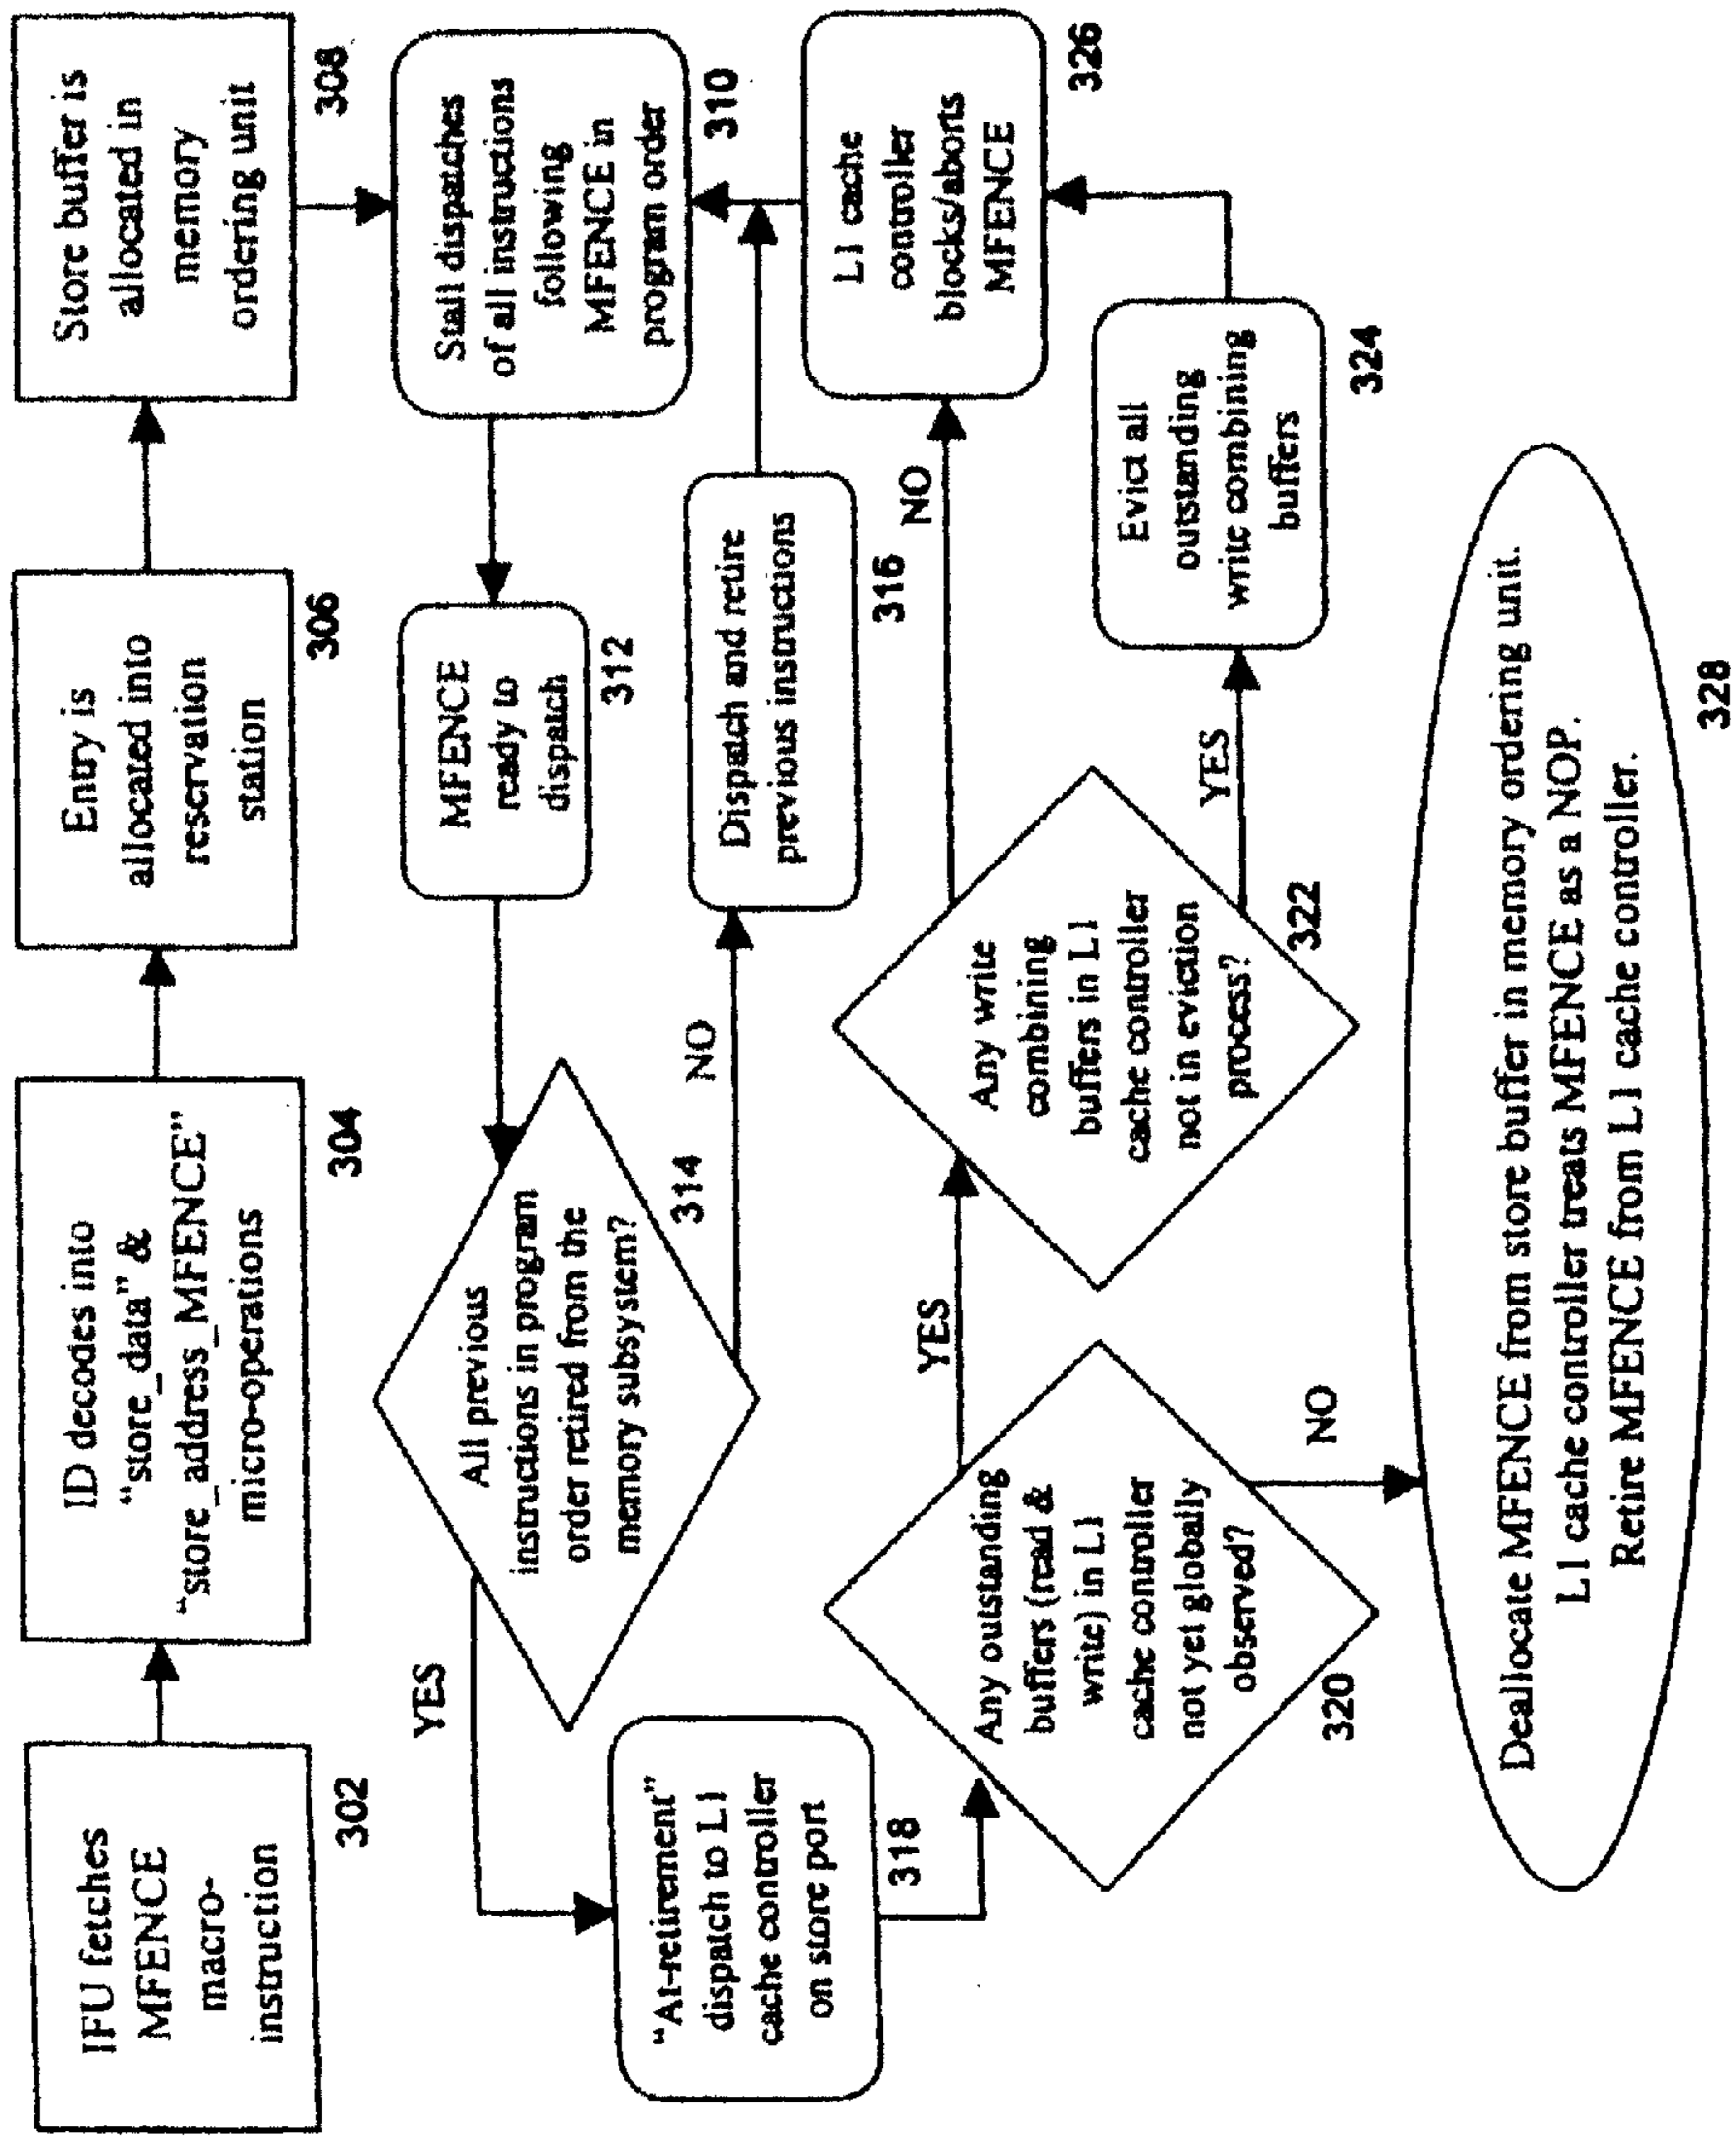 IFU fetches
MFENCE
macro-
instruction
302
ID decodes into
“store_data” &
“store_address_MFENCE”
micro-operations
304
Entry is
allocated into
reservation
station
306
Store buffer is
allocated in
memory
ordering unit
308
Stall dispatches
of all instructions
following
MFENCE in
program order
310
MFENCE
ready to
dispatch
312
All previous
instructions in program
order retired from the
memory subsystem?
314
NO
Dispatch and retire
previous instructions
316
YES
“At-retirement”
dispatch to L1
cache controller
on store port
318
Any outstanding
buffers (read &
write) in L1
cache controller
not yet globally
observed?
320
YES
Any write
combining
buffers in L1
cache controller
not in eviction
process?
322
NO
L1 cache
controller
blocks/aborts
MFENCE
326
YES
Evict all
outstanding
write combining
buffers
324
NO
Deallocate MFENCE from store buffer in memory ordering unit.
L1 cache controller treats MFENCE as a NOP.
Retire MFENCE from L1 cache controller.
328